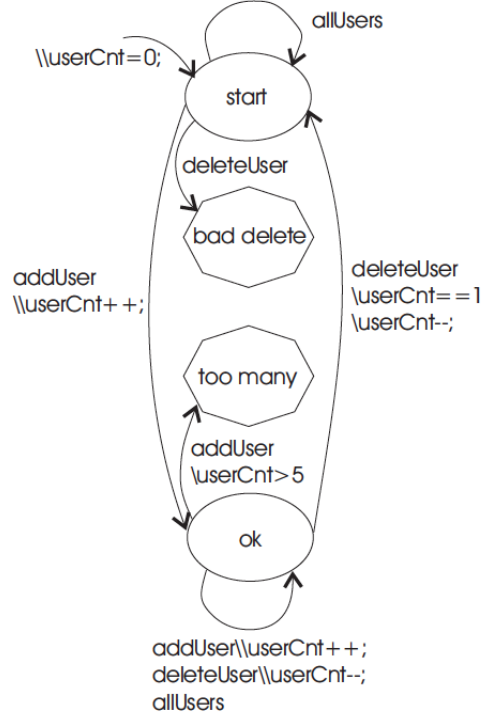 allUsers
\\userCnt=0;
start
deleteUser
bad delete
addUser
\\userCnt++;
deleteUser
\userCnt==1
\userCnt--;
too many
addUser
\userCnt>5
ok
addUser\\userCnt++;
deleteUser\\userCnt--;
allUsers